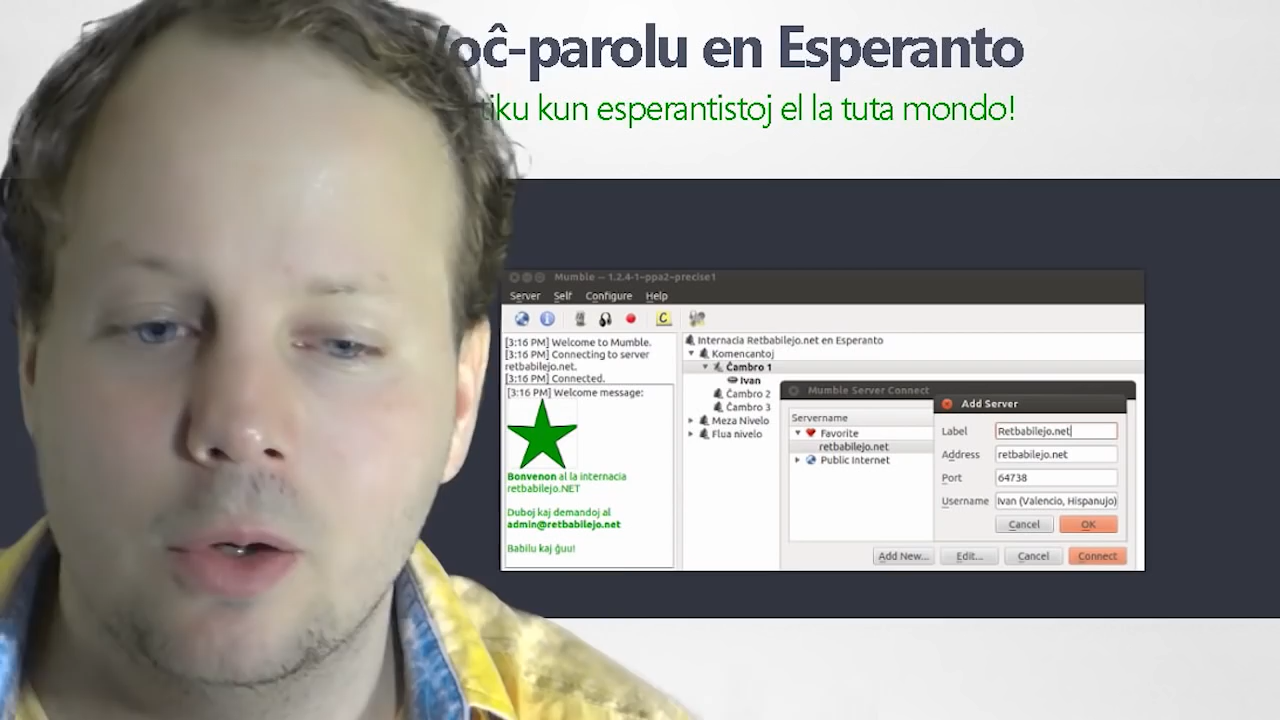 en Esperanto
kun esperantistoj el la tuta mondo!
Mumble -- 1.2.4-1~ppa2~precise1
Server Self Configure Help
[3:16 PM] Welcome to Mumble.
[3:16 PM] Connecting to server
retbabilejo.net.
[3:16 PM] Connected.
[3:16 PM] Welcome message:
Bonvenon al la internacia
retbabilejo.NET
Duboj kaj demandoj al
admin@retbabilejo.net
Babilu kaj ĝuu!
Internacia Retbabilejo.net en Esperanto
Komencantoj
Ĉambro 1
Ivan
Ĉambro 2
Ĉambro 3
Meza Nivelo
Flua nivelo
Mumble Server Connect
Servername
Favorite
retbabilejo.net
Public Internet
Add New... Edit... Cancel Connect
Add Server
Label Retbabilejo.net
Address retbabilejo.net
Port 64738
Username Ivan (Valencio, Hispanujo)
Cancel OK